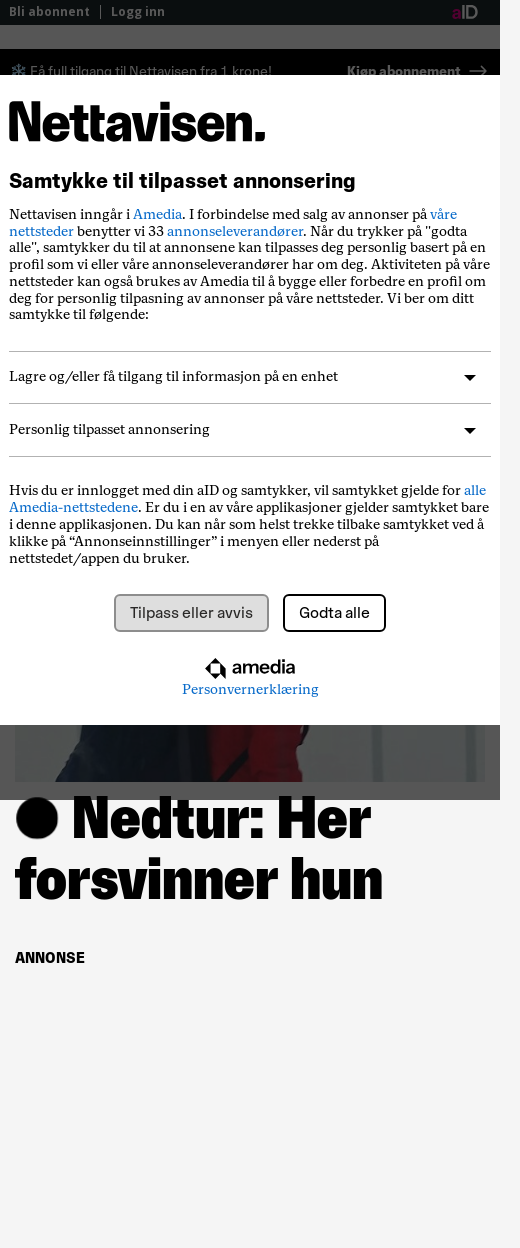 Bli abonnent
Logg inn
aID
Få full tilgang til Nettavisen fra 1 krone!
Kjøp abonnement
Nettavisen.
Samtykke til tilpasset annonsering
Nettavisen inngår i Amedia. I forbindelse med salg av annonser på våre
nettsteder benytter vi 33 annonseleverandører. Når du trykker på "godta
alle", samtykker du til at annonsene kan tilpasses deg personlig basert på en
profil som vi eller våre annonseleverandører har om deg. Aktiviteten på våre
nettsteder kan også brukes av Amedia til å bygge eller forbedre en profil om
deg for personlig tilpasning av annonser på våre nettsteder. Vi ber om ditt
samtykke til følgende:
Lagre og/eller få tilgang til informasjon på en enhet
Personlig tilpasset annonsering
Hvis du er innlogget med din aID og samtykker, vil samtykket gjelde for alle
Amedia-nettstedene. Er du i en av våre applikasjoner gjelder samtykket bare
i denne applikasjonen. Du kan når som helst trekke tilbake samtykket ved å
klikke på “Annonseinnstillinger” i menyen eller nederst på
nettstedet/appen du bruker.
Tilpass eller avvis
Godta alle
amedia
Personvernerklæring
Nedtur: Her
forsvinner hun
ANNONSE